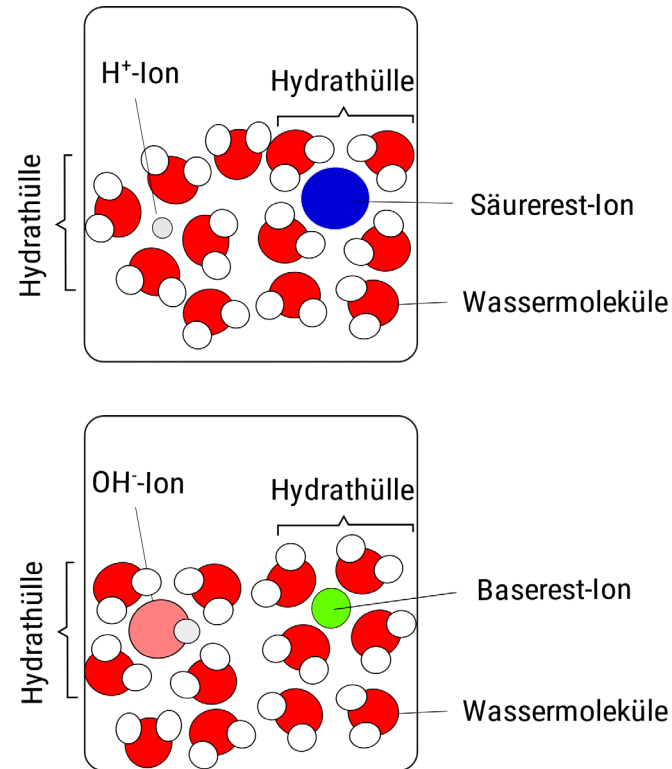 H⁺-Ion
Hydrathülle
Hydrathülle
Säurerest-Ion
Wassermoleküle
OH⁻-Ion
Hydrathülle
Hydrathülle
Baserest-Ion
Wassermoleküle